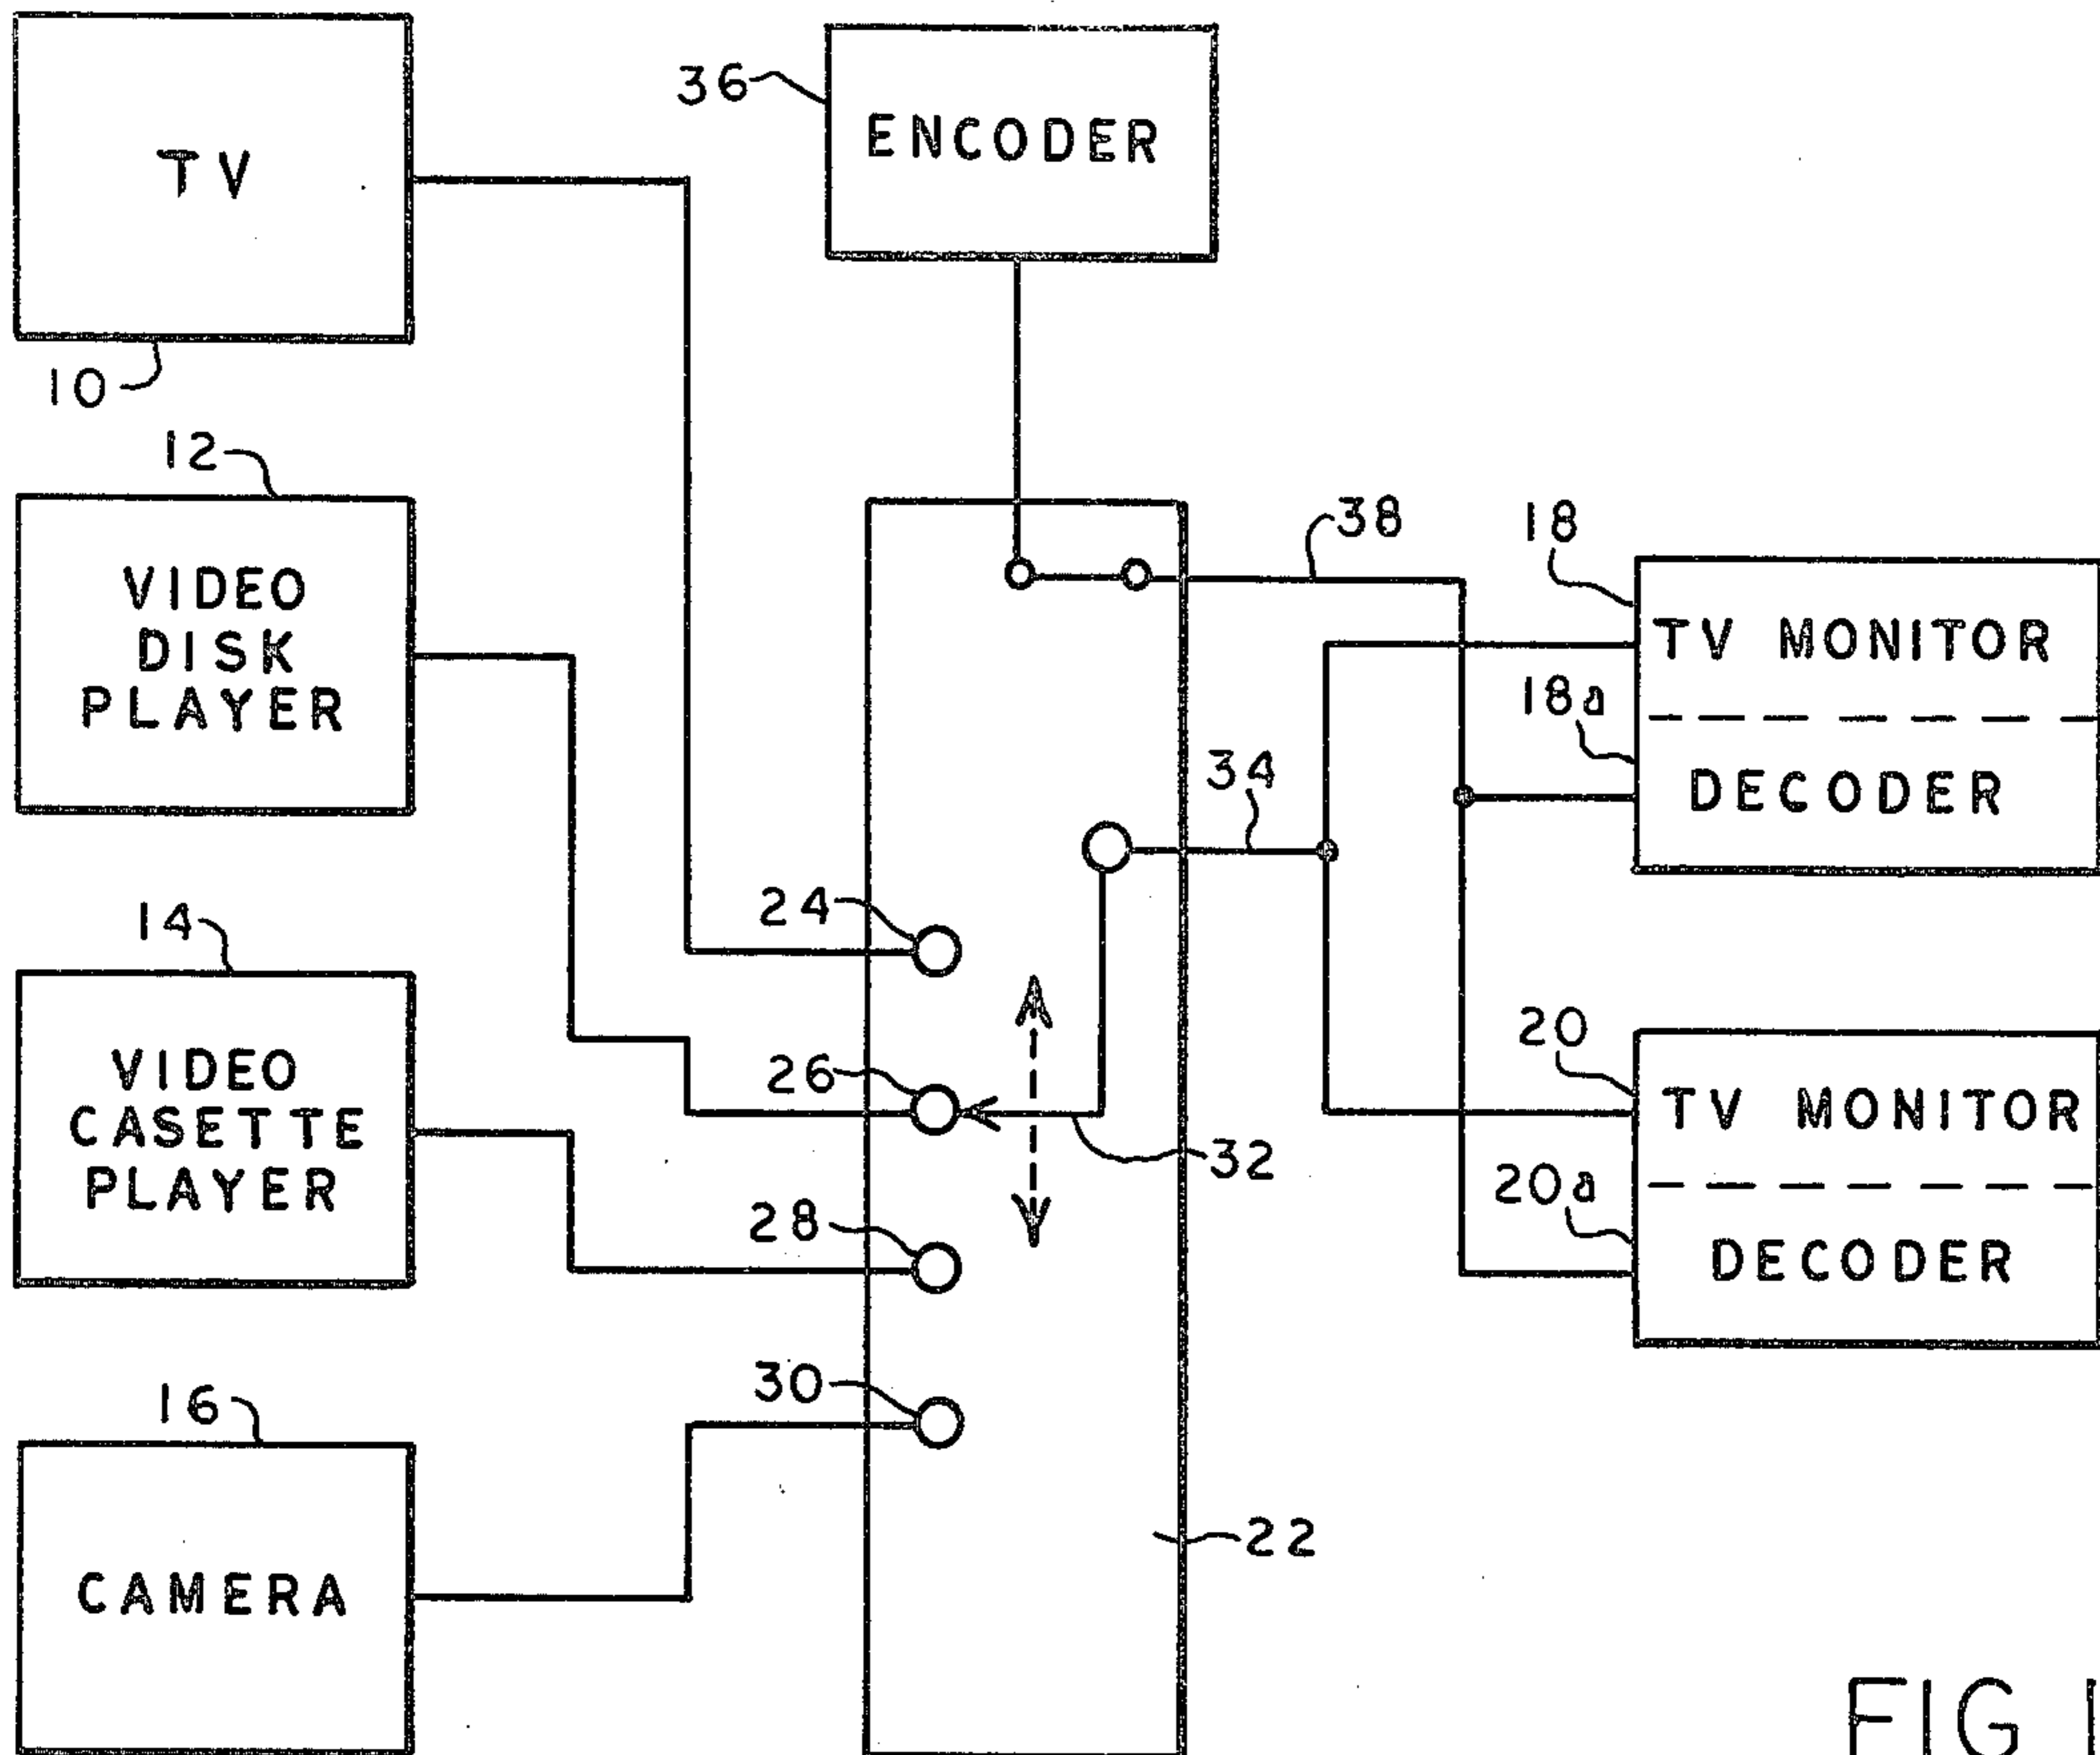 TV
10
12
VIDEO
DISK
PLAYER
14
VIDEO
CASETTE
PLAYER
16
CAMERA
36
ENCODER
24
26
28
30
32
22
38
34
18
TV MONITOR
18a
DECODER
20
TV MONITOR
20a
DECODER
FIG 1